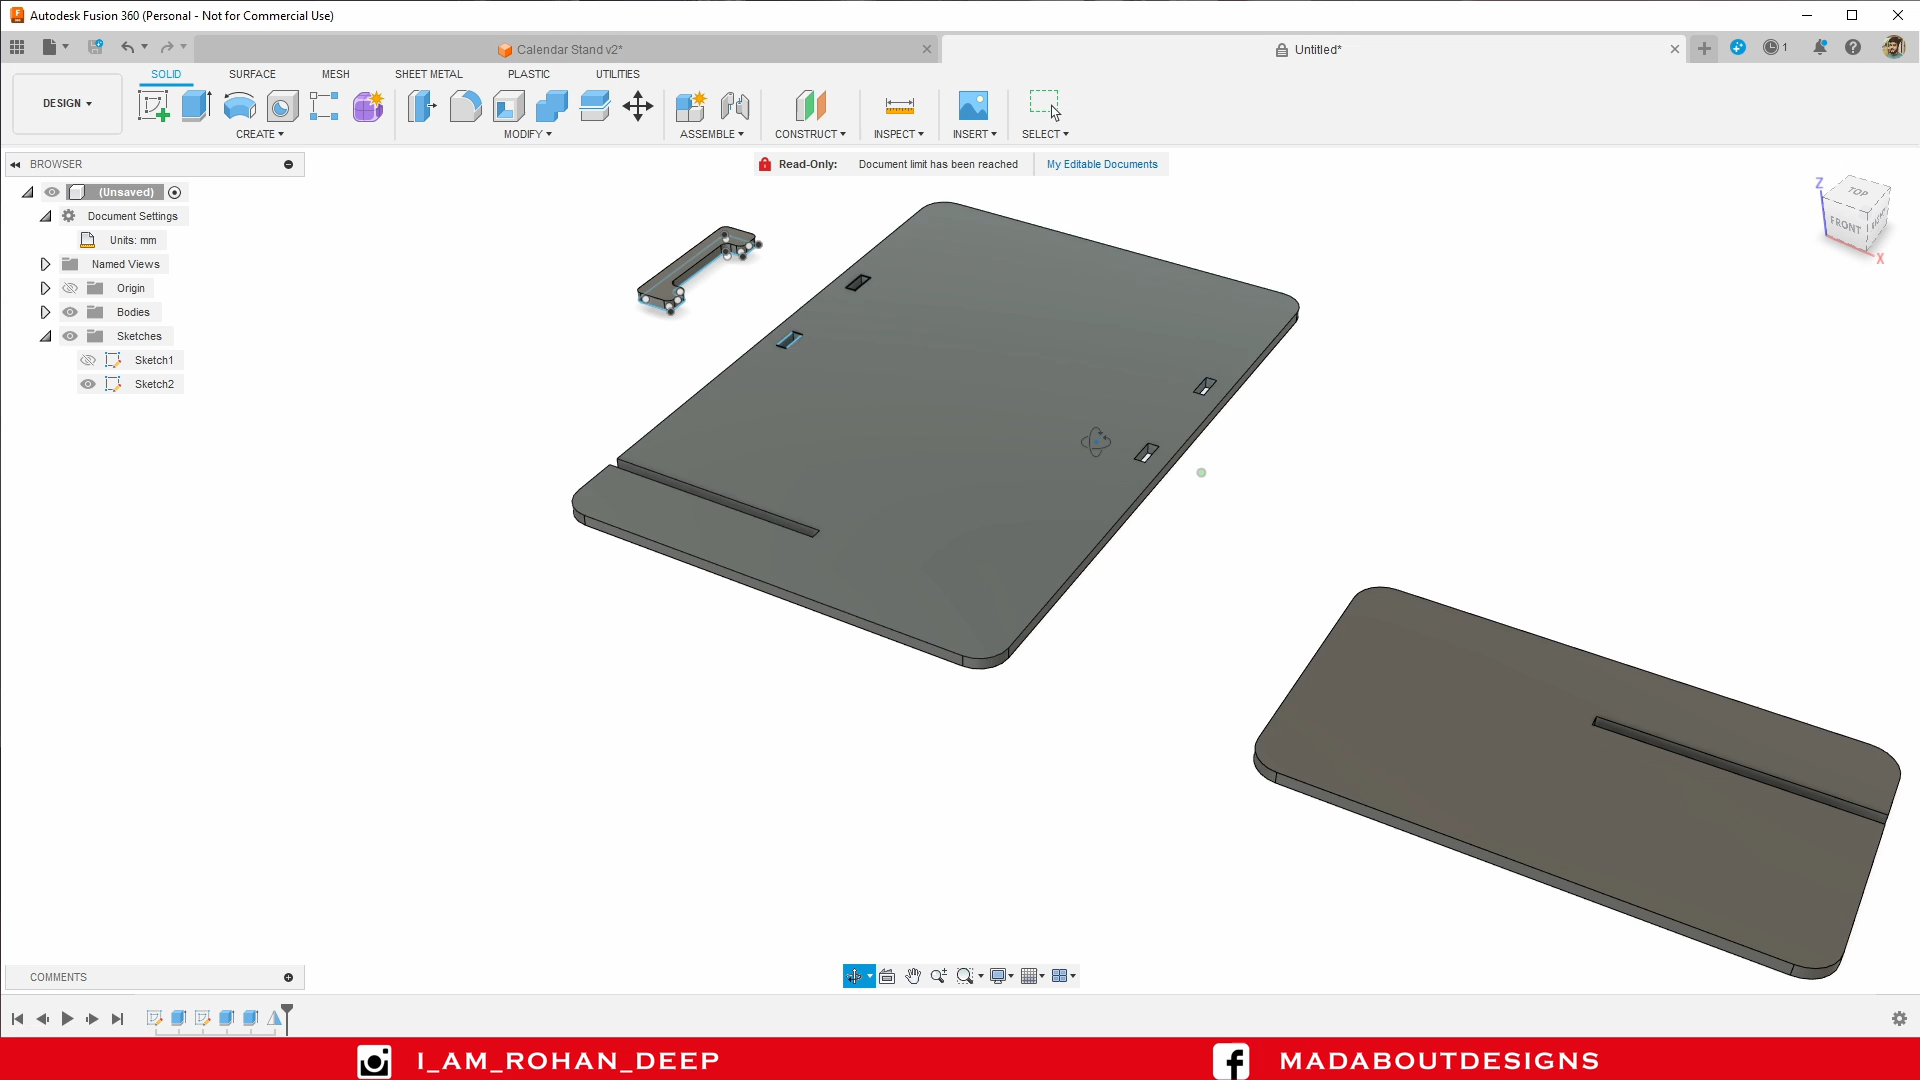 Autodesk Fusion 360 (Personal - Not for Commercial Use)
Calendar Stand v2*
Untitled*
1
DESIGN
SOLID
SURFACE
MESH
SHEET METAL
PLASTIC
UTILITIES
CREATE
MODIFY
ASSEMBLE
CONSTRUCT
INSPECT
INSERT
SELECT
BROWSER
Read-Only: Document limit has been reached
My Editable Documents
(Unsaved)
Document Settings
Units: mm
Named Views
Origin
Bodies
Sketches
Sketch1
Sketch2
Z
TOP
FRONT
RIGHT
X
COMMENTS
I_AM_ROHAN_DEEP
MADABOUTDESIGNS